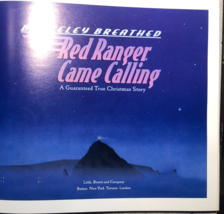 BERKELEY BREATHED
Red Ranger
Came Calling
A Guaranteed True Christmas Story
Little, Brown and Company
Boston New York Toronto London